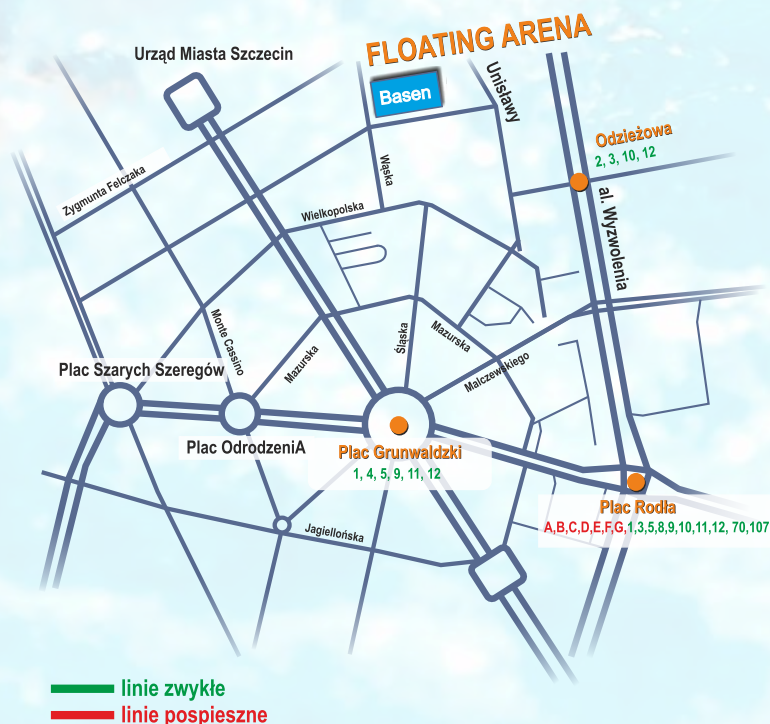 Urząd Miasta Szczecin
FLOATING ARENA
Basen
Unisławy
Odzieżowa
2, 3, 10, 12
Zygmunta Felczaka
Wąska
al. Wyzwolenia
Wielkopolska
Monte Cassino
Mazurska
Śląska
Mazurska
Malczewskiego
Plac Szarych Szeregów
Plac OdrodzeniA
Plac Grunwaldzki
1, 4, 5, 9, 11, 12
Plac Rodła
A,B,C,D,E,F,G,1,3,5,8,9,10,11,12, 70,107
Jagiellońska
linie zwykłe
linie pospieszne